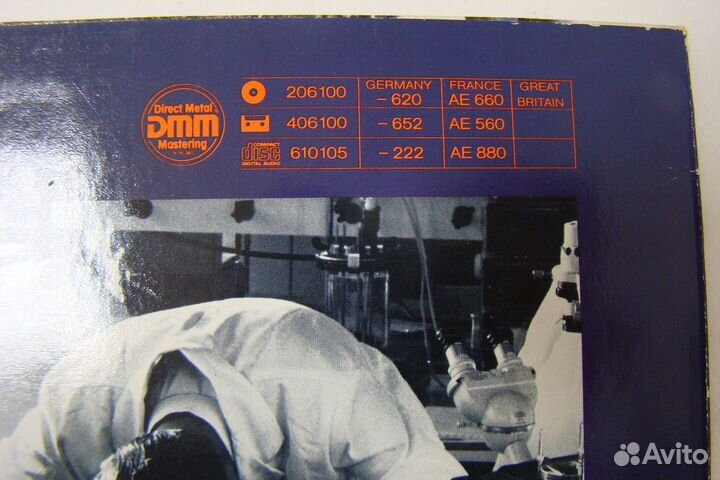 GERMANY FRANCE GREAT BRITAIN
206100 -620 AE 660
406100 -652 AE 560
COMPACT disc DIGITAL AUDIO 610105 -222 AE 880
Direct Metal
DMM
Mastering
Avito